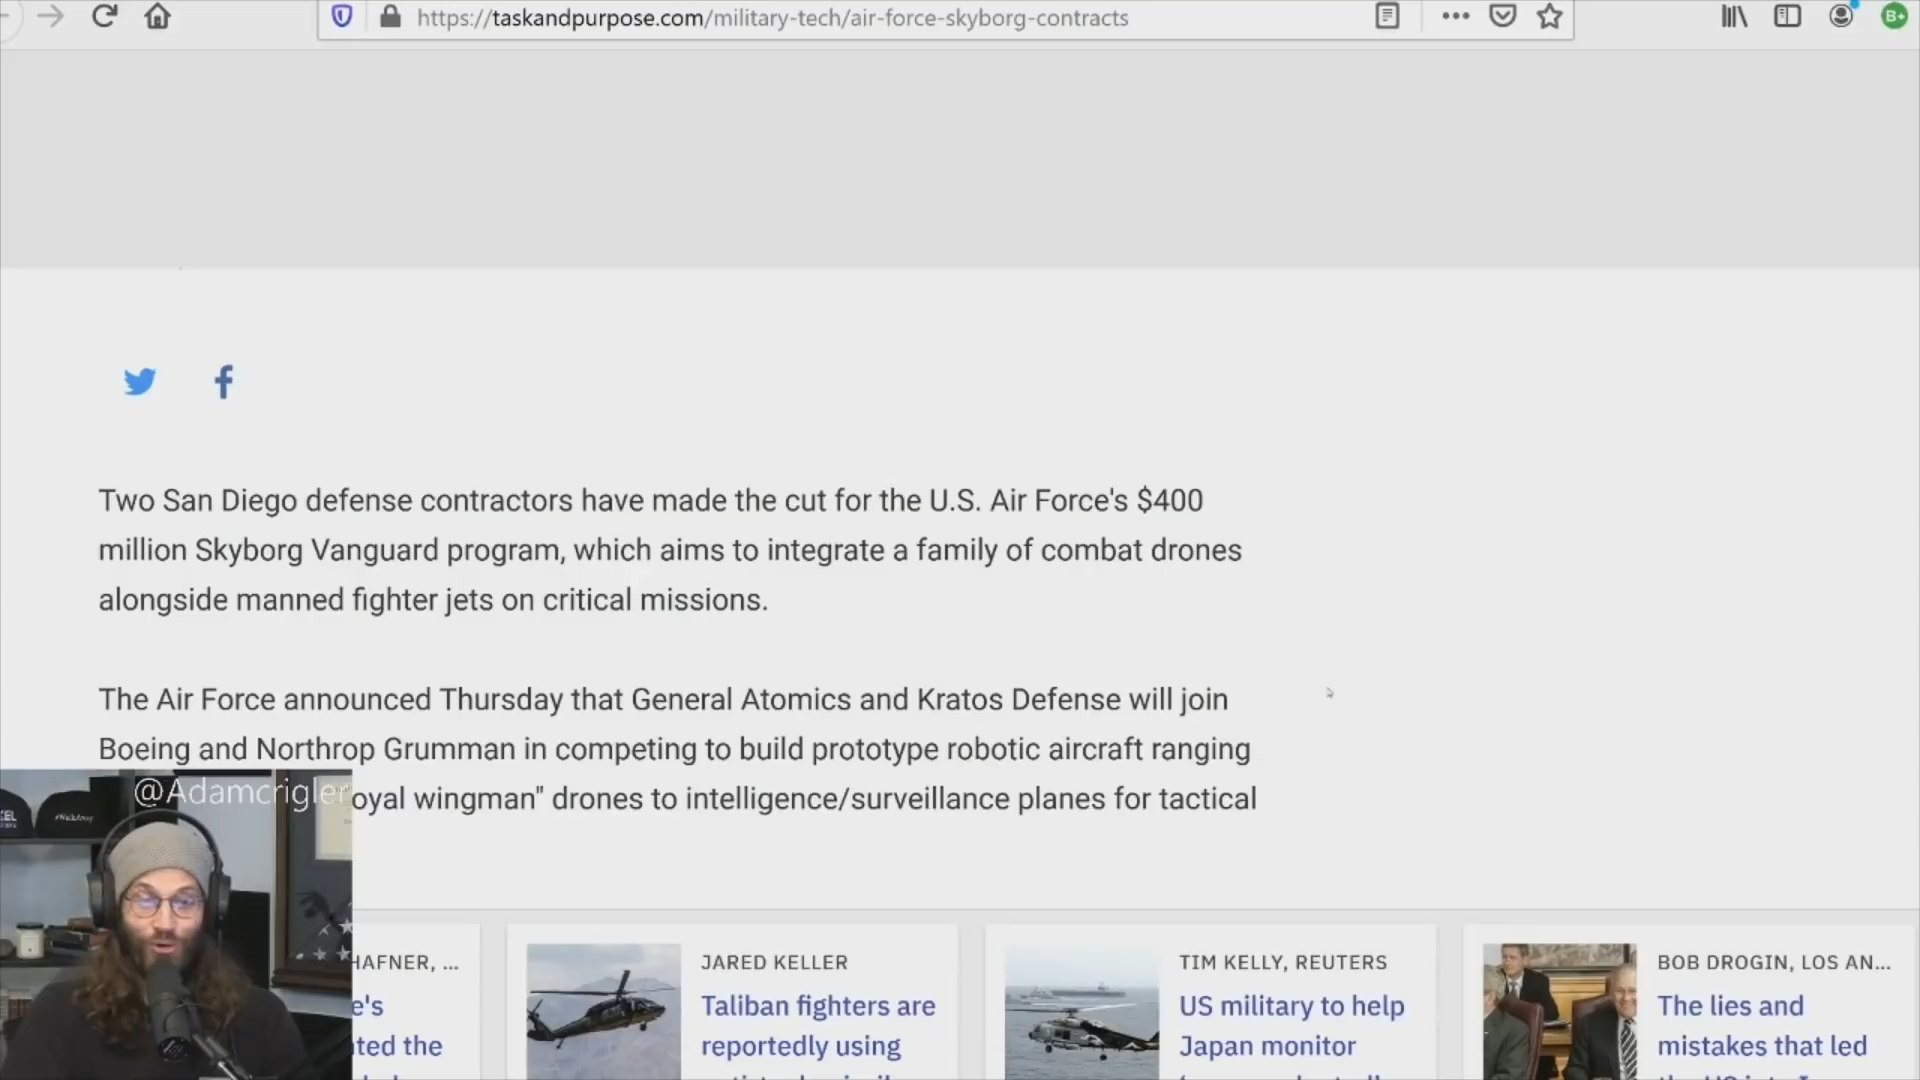 https://taskandpurpose.com/military-tech/air-force-skyborg-contracts
B+
Two San Diego defense contractors have made the cut for the U.S. Air Force's $400
million Skyborg Vanguard program, which aims to integrate a family of combat drones
alongside manned fighter jets on critical missions.
The Air Force announced Thursday that General Atomics and Kratos Defense will join
Boeing and Northrop Grumman in competing to build prototype robotic aircraft ranging
oyal wingman" drones to intelligence/surveillance planes for tactical
@Adamcrigler
HAFNER, ...
e's
ted the
JARED KELLER
Taliban fighters are
reportedly using
TIM KELLY, REUTERS
US military to help
Japan monitor
BOB DROGIN, LOS AN...
The lies and
mistakes that led